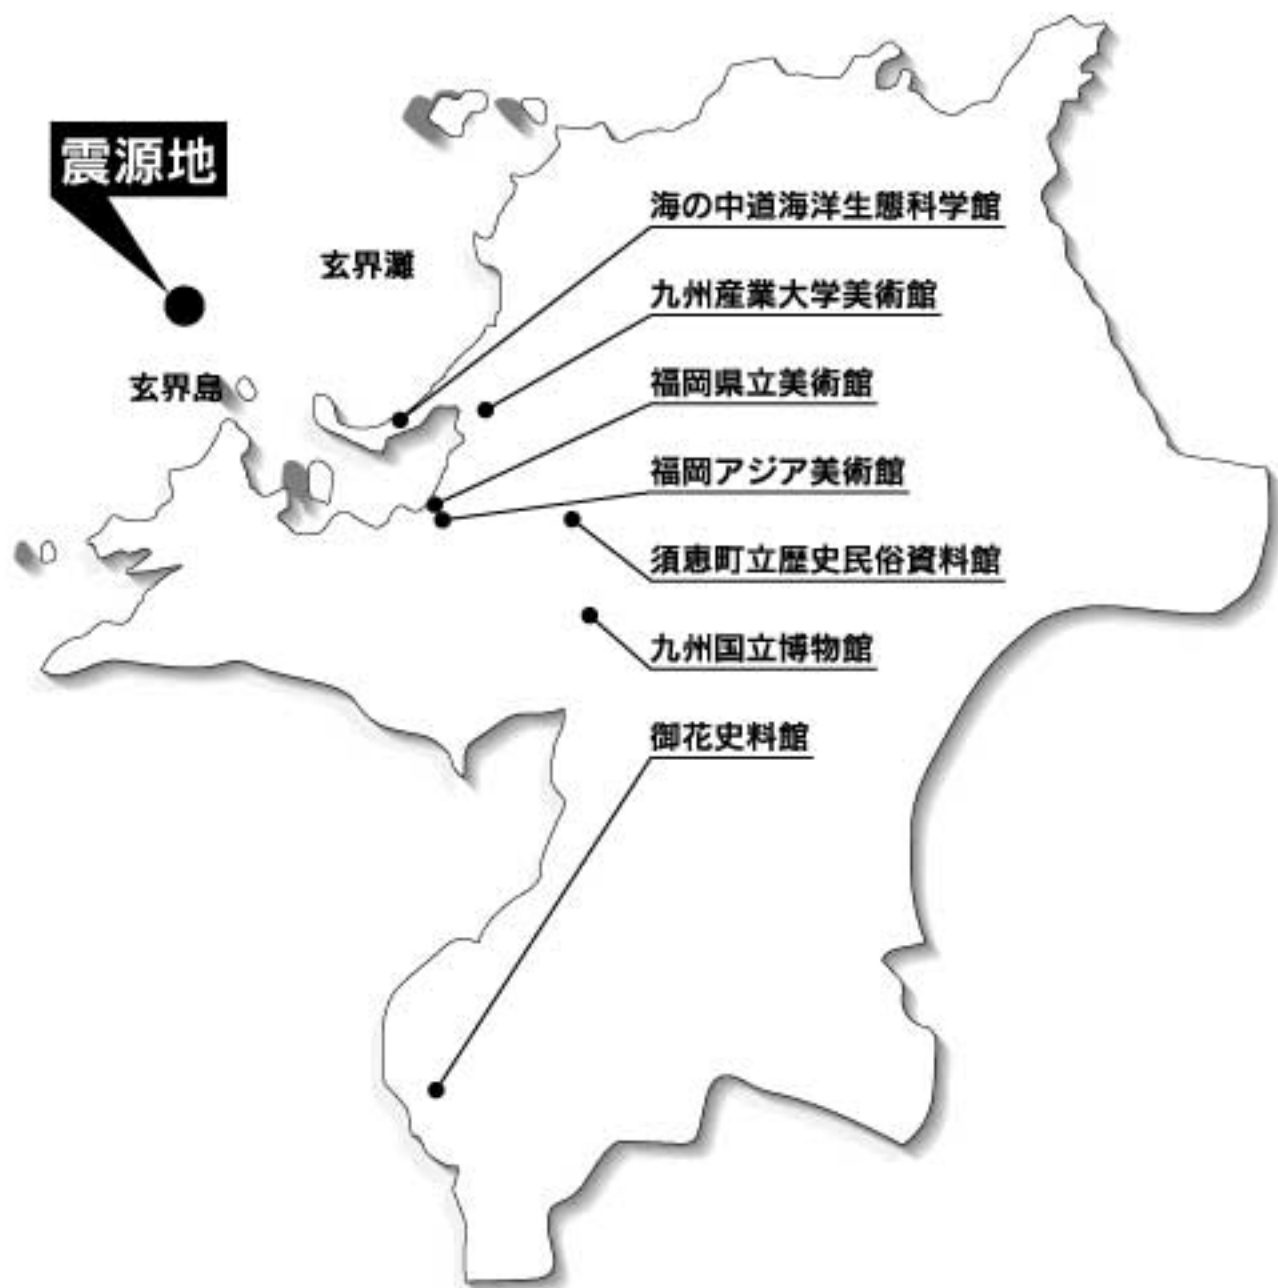 震源地
海の中道海洋生態科学館
玄界灘
九州産業大学美術館
玄界島
福岡県立美術館
福岡アジア美術館
須恵町立歴史民俗資料館
九州国立博物館
御花史料館